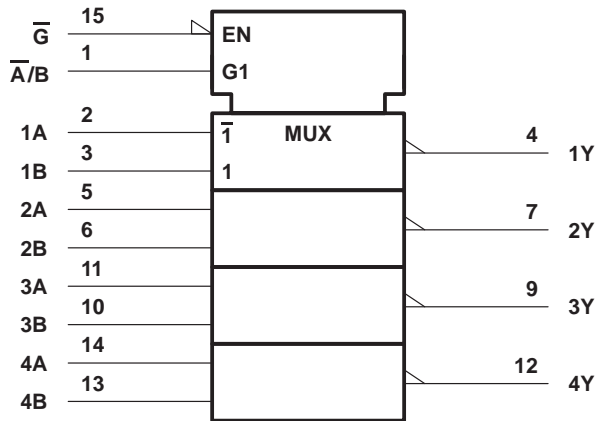 G̅ 15 EN
A̅/B 1 G1
MUX
1A 2 1̅
1B 3 1
4 1Y
2A 5
2B 6
7 2Y
3A 11
3B 10
9 3Y
4A 14
4B 13
12 4Y